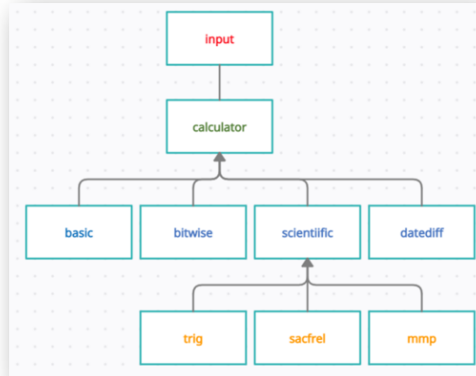 input
calculator
basic
bitwise
scientiific
datediff
trig
sacfrel
mmp